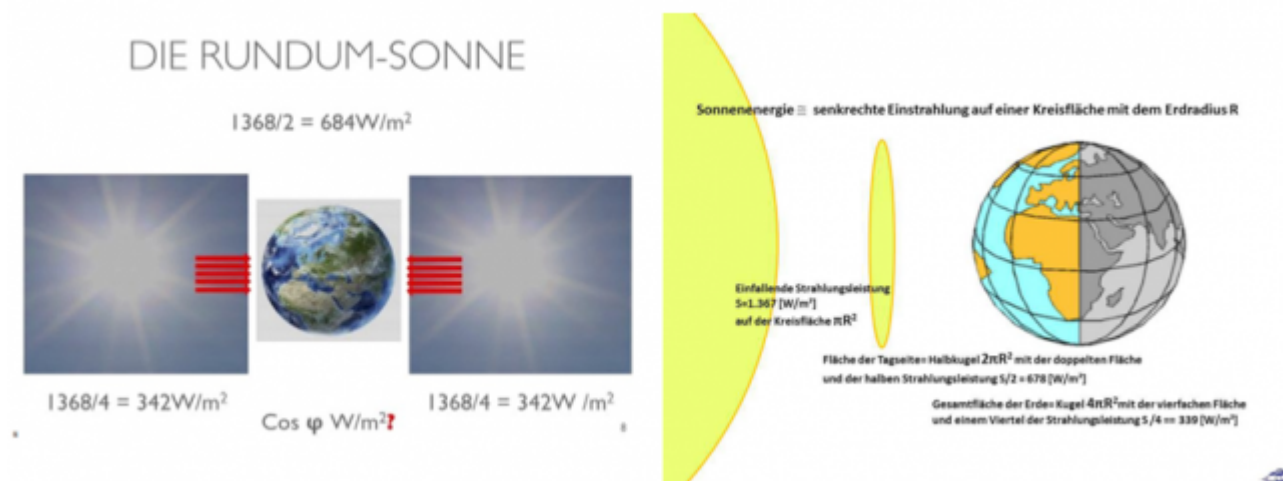 DIE RUNDUM-SONNE
1368/2 = 684W/m²
1368/4 = 342W/m²
1368/4 = 342W /m²
Cos φ W/m²?
8
Sonnenenergie ≡ senkrechte Einstrahlung auf einer Kreisfläche mit dem Erdradius R
Einfallende Strahlungsleistung
S=1.367 [W/m²]
auf der Kreisfläche πR²
Fläche der Tagseite= Halbkugel 2πR² mit der doppelten Fläche
und der halben Strahlungsleistung S/2 = 678 [W/m²]
Gesamtfläche der Erde= Kugel 4πR² mit der vierfachen Fläche
und einem Viertel der Strahlungsleistung S /4 == 339 [W/m²]